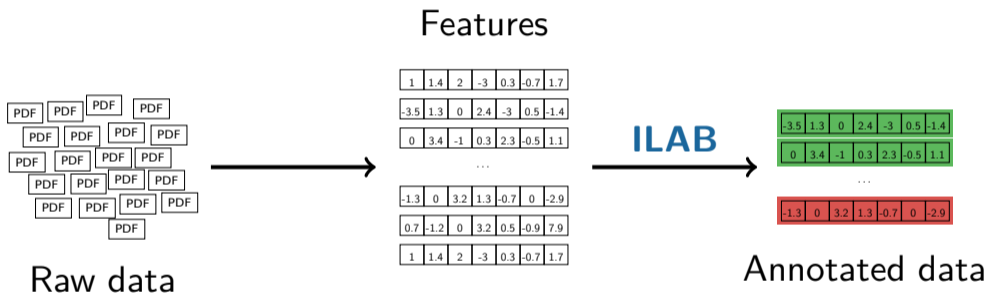 Features
PDF PDF PDF PDF
PDF PDF PDF PDF
PDF PDF PDF PDF
PDF PDF PDF PDF
PDF PDF PDF PDF
PDF
Raw data
1 1.4 2 -3 0.3 -0.7 1.7
-3.5 1.3 0 2.4 -3 0.5 -1.4
0 3.4 -1 0.3 2.3 -0.5 1.1
...
-1.3 0 3.2 1.3 -0.7 0 -2.9
0.7 -1.2 0 3.2 0.5 -0.9 7.9
1 1.4 2 -3 0.3 -0.7 1.7
ILAB
-3.5 1.3 0 2.4 -3 0.5 -1.4
0 3.4 -1 0.3 2.3 -0.5 1.1
...
-1.3 0 3.2 1.3 -0.7 0 -2.9
Annotated data